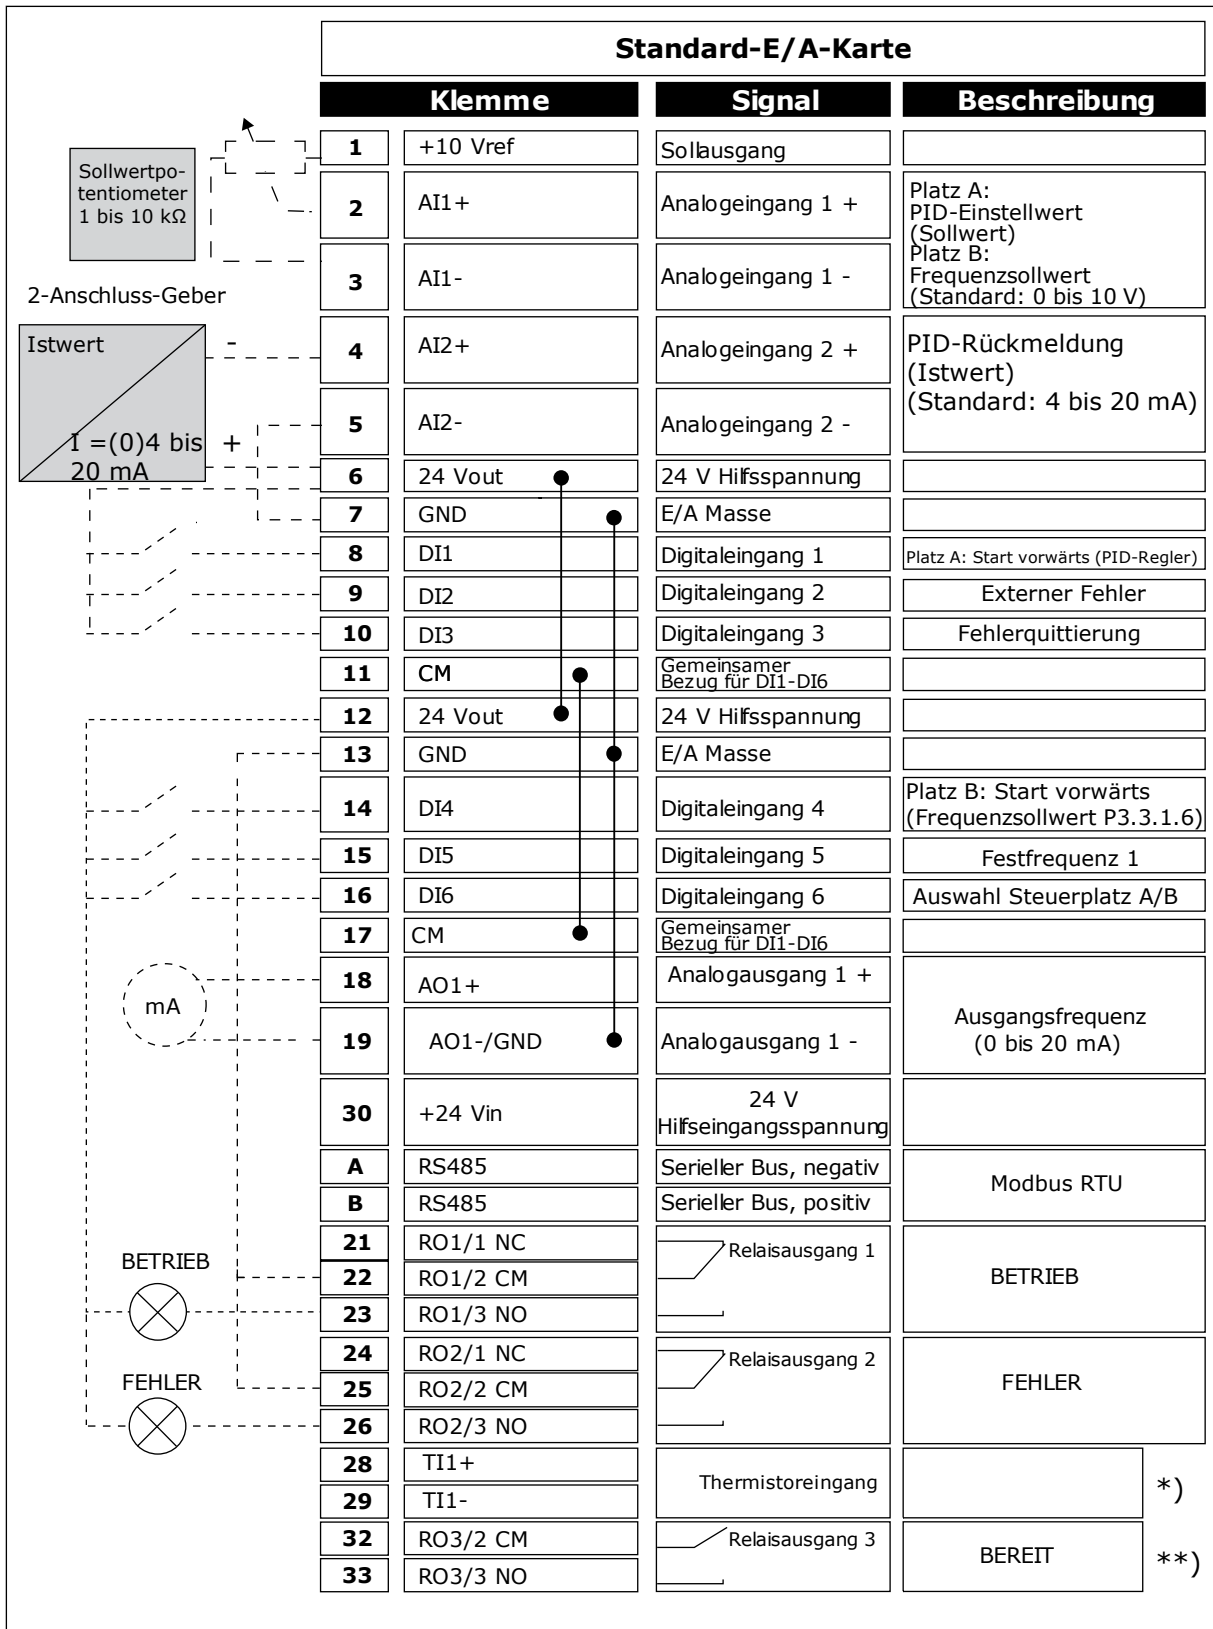 Standard-E/A-Karte
Klemme Signal Beschreibung
Sollwertpo-
tentiometer
1 bis 10 kΩ
1 +10 Vref Sollausgang
2 AI1+ Analogeingang 1 +
3 AI1- Analogeingang 1 -
Platz A:
PID-Einstellwert
(Sollwert)
Platz B:
Frequenzsollwert
(Standard: 0 bis 10 V)
2-Anschluss-Geber
Istwert
-
I =(0)4 bis
20 mA
+
4 AI2+ Analogeingang 2 +
5 AI2- Analogeingang 2 -
PID-Rückmeldung
(Istwert)
(Standard: 4 bis 20 mA)
6 24 Vout 24 V Hilfsspannung
7 GND E/A Masse
8 DI1 Digitaleingang 1 Platz A: Start vorwärts (PID-Regler)
9 DI2 Digitaleingang 2 Externer Fehler
10 DI3 Digitaleingang 3 Fehlerquittierung
11 CM Gemeinsamer
Bezug für DI1-DI6
12 24 Vout 24 V Hilfsspannung
13 GND E/A Masse
14 DI4 Digitaleingang 4 Platz B: Start vorwärts
(Frequenzsollwert P3.3.1.6)
15 DI5 Digitaleingang 5 Festfrequenz 1
16 DI6 Digitaleingang 6 Auswahl Steuerplatz A/B
17 CM Gemeinsamer
Bezug für DI1-DI6
mA
18 AO1+ Analogausgang 1 +
19 AO1-/GND Analogausgang 1 -
Ausgangsfrequenz
(0 bis 20 mA)
30 +24 Vin 24 V
Hilfseingangsspannung
A RS485 Serieller Bus, negativ
B RS485 Serieller Bus, positiv
Modbus RTU
BETRIEB
21 RO1/1 NC Relaisausgang 1
22 RO1/2 CM BETRIEB
23 RO1/3 NO
FEHLER
24 RO2/1 NC Relaisausgang 2
25 RO2/2 CM FEHLER
26 RO2/3 NO
28 TI1+ Thermistoreingang *)
29 TI1-
32 RO3/2 CM Relaisausgang 3
33 RO3/3 NO
BEREIT **)